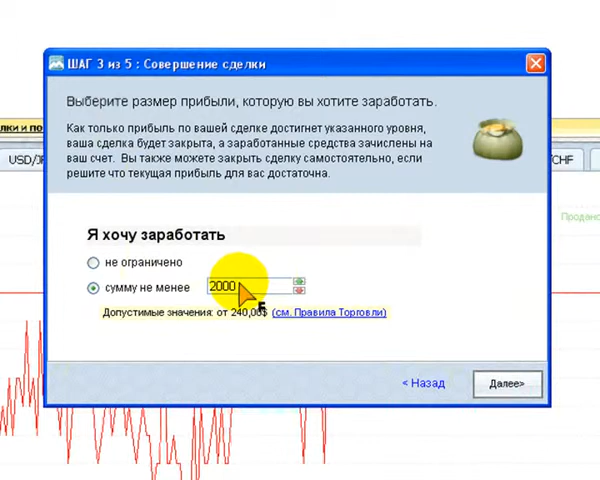 ШАГ 3 из 5 : Совершение сделки
Выберите размер прибыли, которую вы хотите заработать.
Как только прибыль по вашей сделке достигнет указанного уровня,
ваша сделка будет закрыта, а заработанные средства зачислены на
ваш счет. Вы также можете закрыть сделку самостоятельно, если
решите что текущая прибыль для вас достаточна.
USD/JP
CHF
Продано
Я хочу заработать
не ограничено
сумму не менее 2000
Допустимые значения: от 240,00$ (см. Правила Торговли)
< Назад Далее>